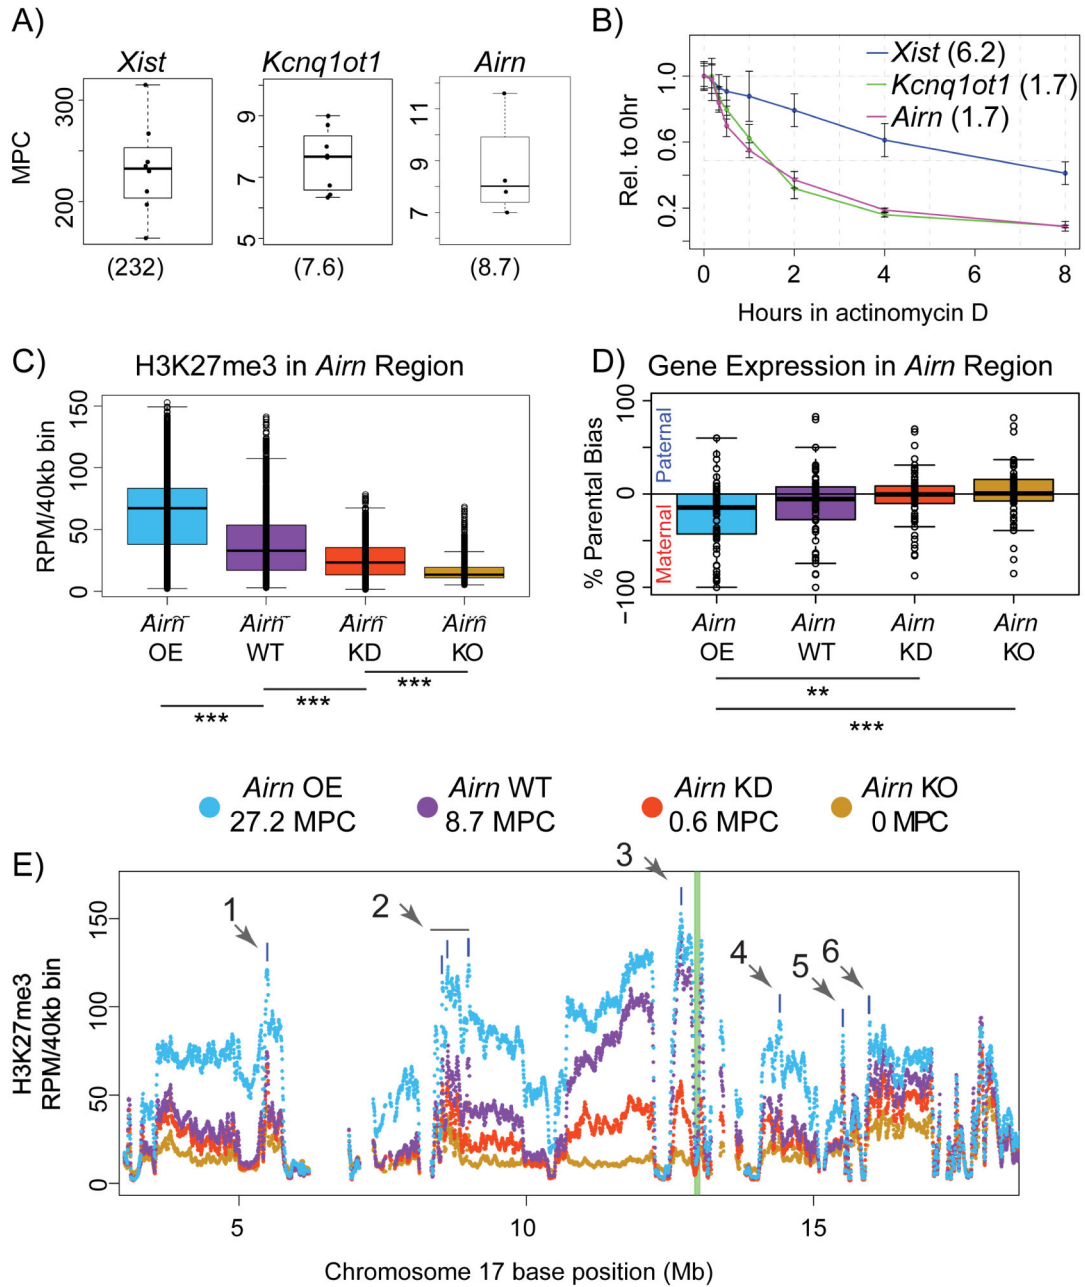 A)
Xist
Kcnq1ot1
Airn
MPC
300
200
9
7
5
11
9
7
(232)
(7.6)
(8.7)
B)
Xist (6.2)
Kcnq1ot1 (1.7)
Airn (1.7)
Rel. to 0hr
1.0
0.6
0.2
0 2 4 6 8
Hours in actinomycin D
C)
H3K27me3 in Airn Region
RPM/40kb bin
150
100
50
0
Airn OE
Airn WT
Airn KD
Airn KO
***
***
***
D)
Gene Expression in Airn Region
% Parental Bias
Paternal
Maternal
100
0
−100
Airn OE
Airn WT
Airn KD
Airn KO
**
***
Airn OE
27.2 MPC
Airn WT
8.7 MPC
Airn KD
0.6 MPC
Airn KO
0 MPC
E)
H3K27me3
RPM/40kb bin
150
100
50
0
1
2
3
4
5
6
5 10 15
Chromosome 17 base position (Mb)